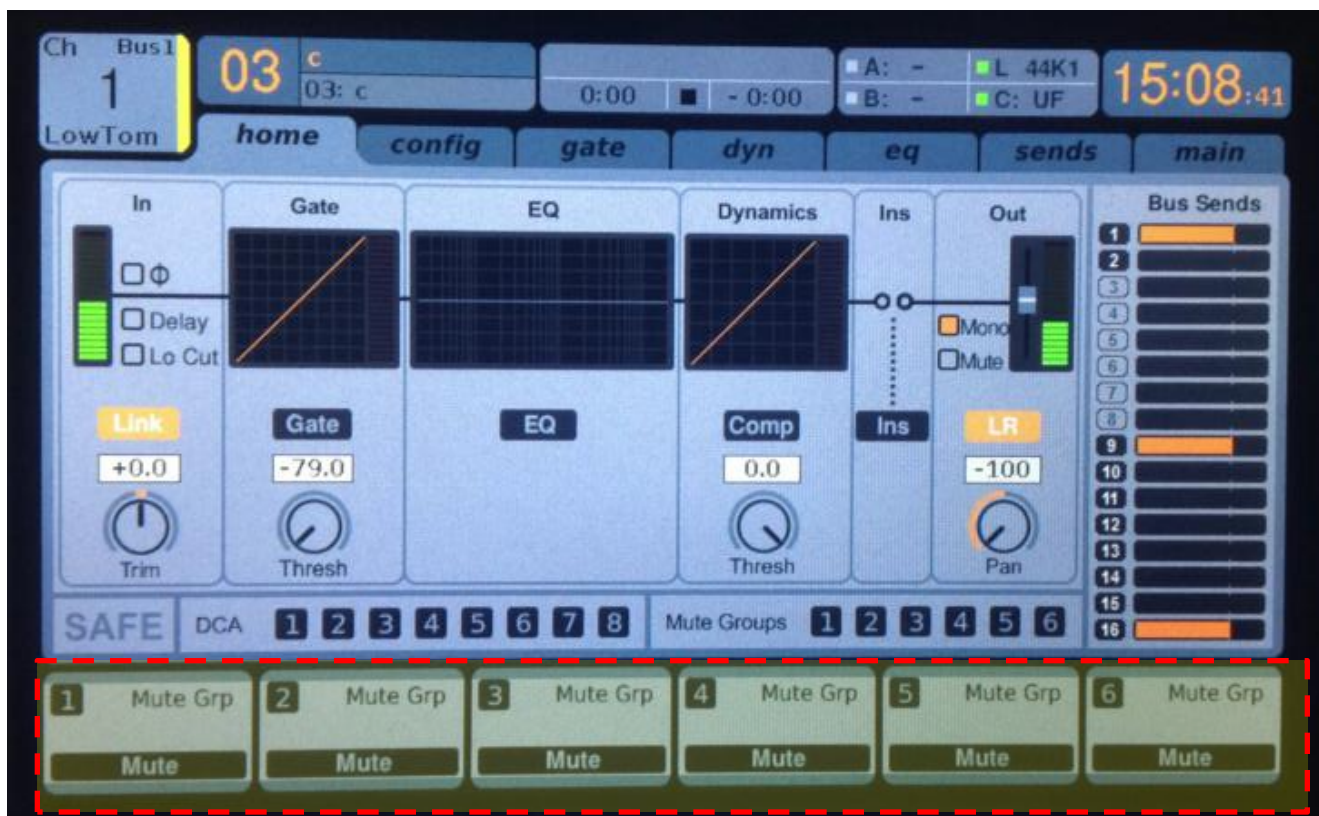 Ch Bus1
1
LowTom
03
c
03: c
0:00 - 0:00
A: - L 44K1
B: - C: UF
15:08:41
home config gate dyn eq sends main
In Gate EQ Dynamics Ins Out Bus Sends
Φ
Delay
Lo Cut
Mono
Mute
Link Gate EQ Comp Ins LR
+0.0 -79.0 0.0 -100
Trim Thresh Thresh Pan
1
2
3
4
5
6
7
8
9
10
11
12
13
14
15
16
SAFE DCA 1 2 3 4 5 6 7 8 Mute Groups 1 2 3 4 5 6
1 Mute Grp 2 Mute Grp 3 Mute Grp 4 Mute Grp 5 Mute Grp 6 Mute Grp
Mute Mute Mute Mute Mute Mute